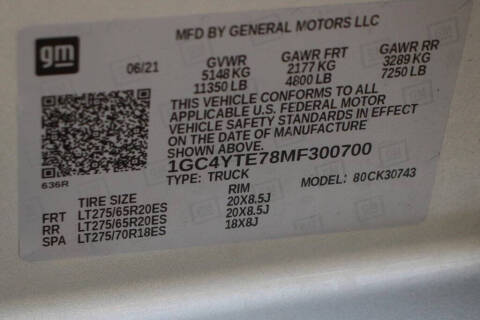 gm
MFD BY GENERAL MOTORS LLC
06/21 GVWR GAWR FRT GAWR RR
5148 KG 2177 KG 3289 KG
11350 LB 4800 LB 7250 LB
THIS VEHICLE CONFORMS TO ALL
APPLICABLE U.S. FEDERAL MOTOR
VEHICLE SAFETY STANDARDS IN EFFECT
ON THE DATE OF MANUFACTURE
SHOWN ABOVE.
1GC4YTE78MF300700
636R
TYPE: TRUCK MODEL: 80CK30743
TIRE SIZE RIM
FRT LT275/65R20ES 20X8.5J
RR LT275/65R20ES 20X8.5J
SPA LT275/70R18ES 18X8J